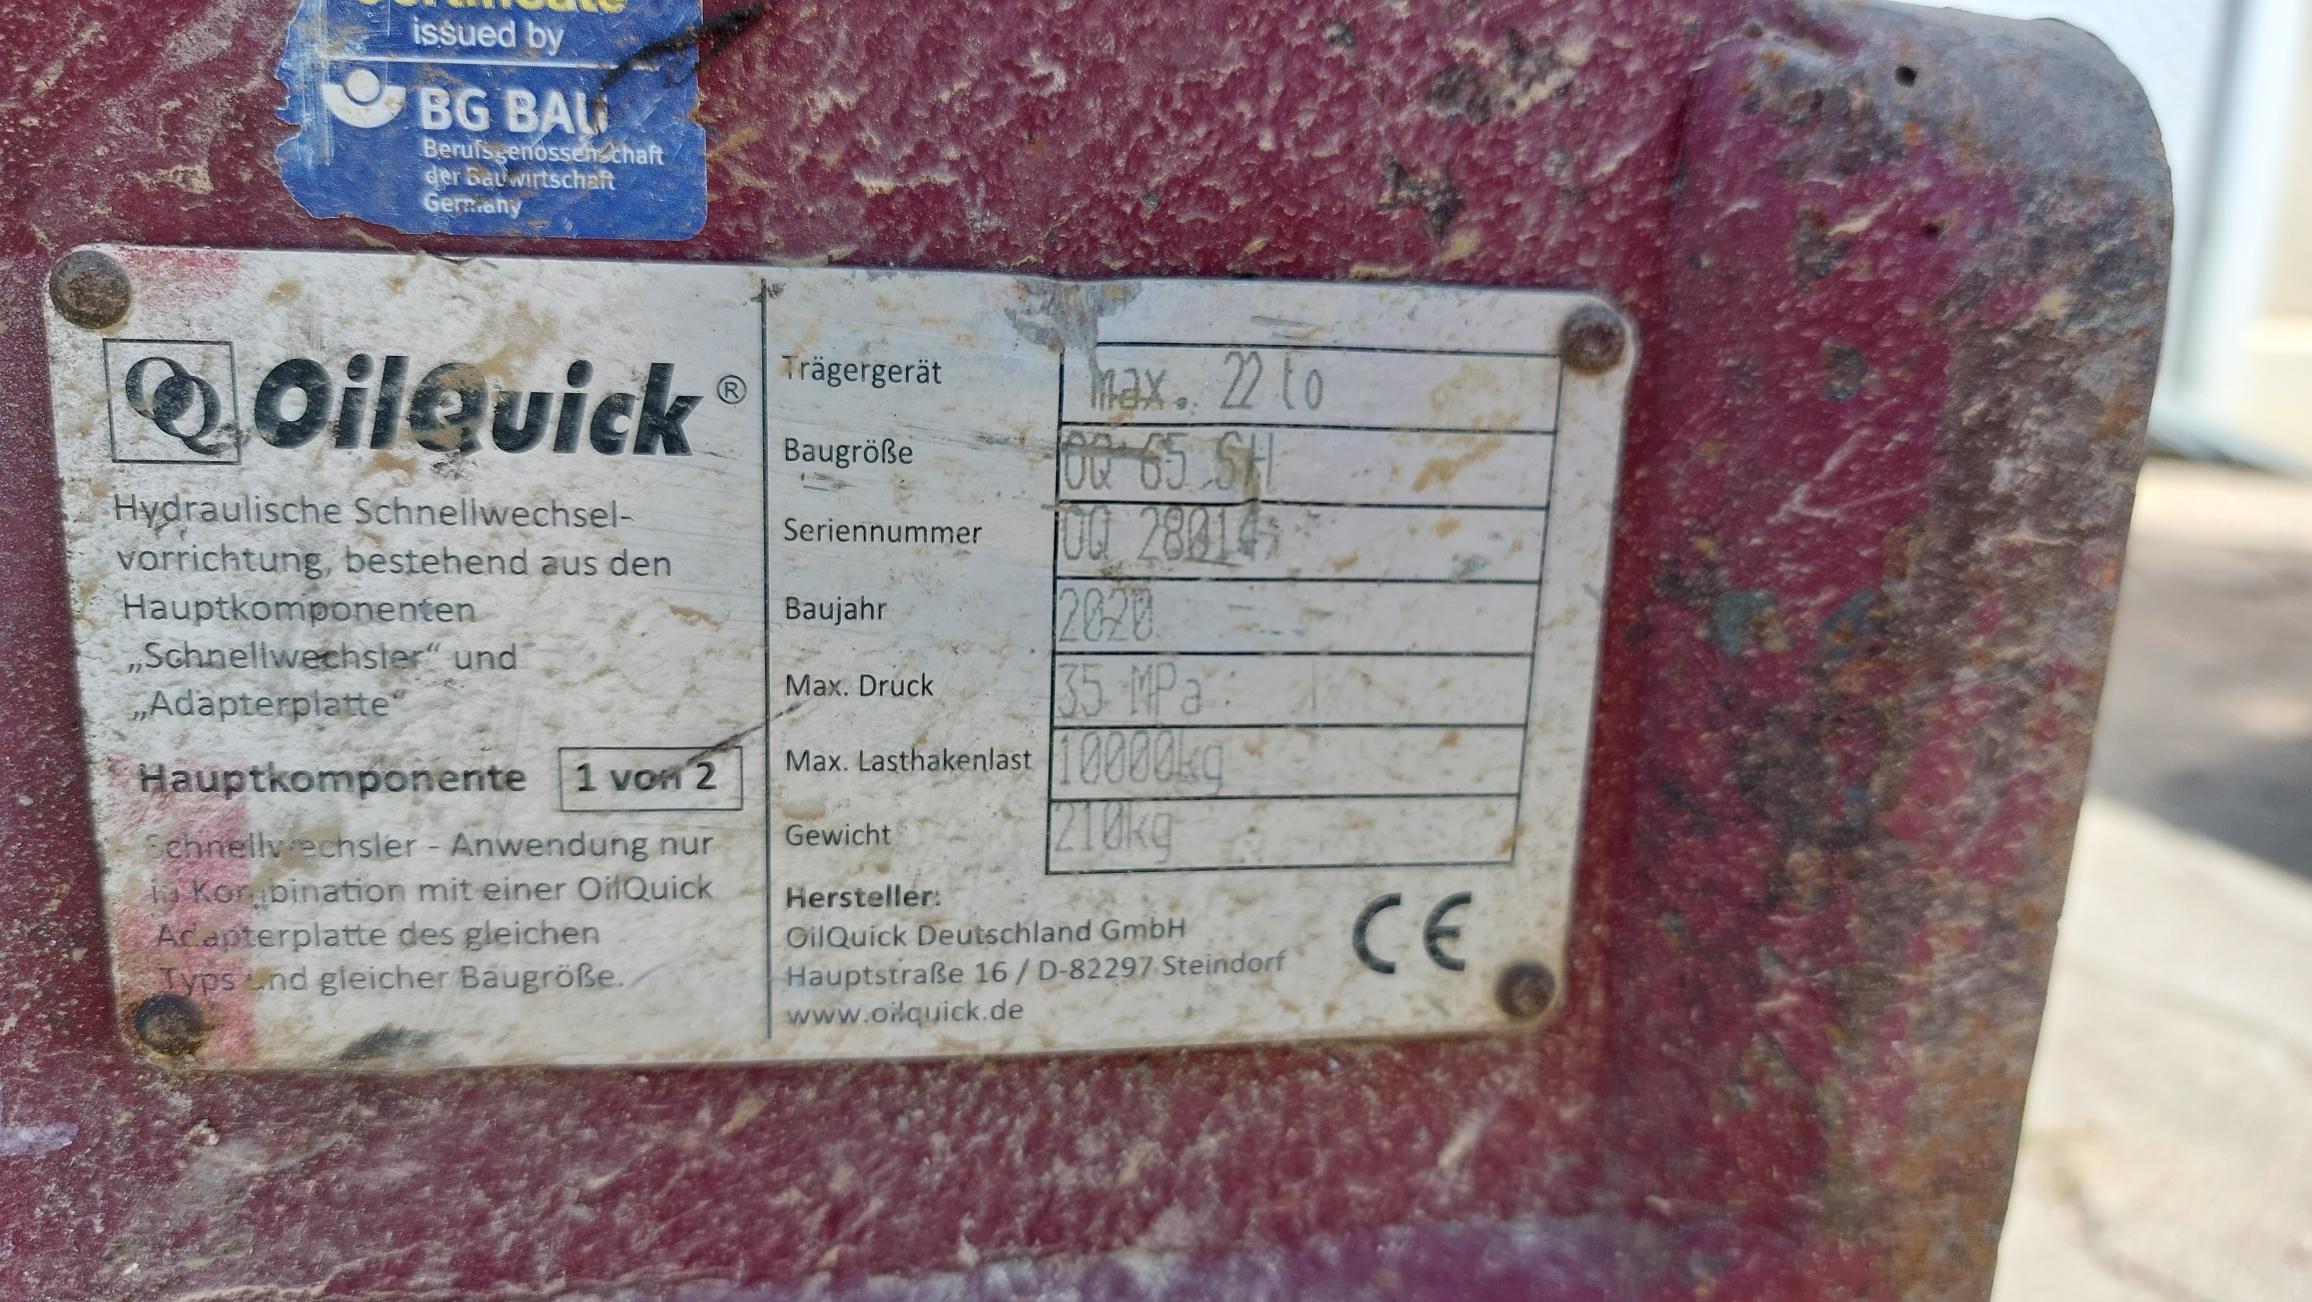 issued by
BG BAU
Berufsgenossenschaft
der Bauwirtschaft
Germany
OilQuick®
Hydraulische Schnellwechsel-
vorrichtung, bestehend aus den
Hauptkomponenten
„Schnellwechsler“ und
„Adapterplatte“
Hauptkomponente 1 von 2
Schnellwechsler - Anwendung nur
in Kombination mit einer OilQuick
Adapterplatte des gleichen
Typs und gleicher Baugröße.
Trägergerät max. 22 to
Baugröße OQ 65 SH
Seriennummer OQ
Baujahr 2020
Max. Druck 35 MPa
Max. Lasthakenlast 10000kg
Gewicht 210kg
Hersteller:
OilQuick Deutschland GmbH
Hauptstraße 16 / D-82297 Steindorf
www.oilquick.de
CE